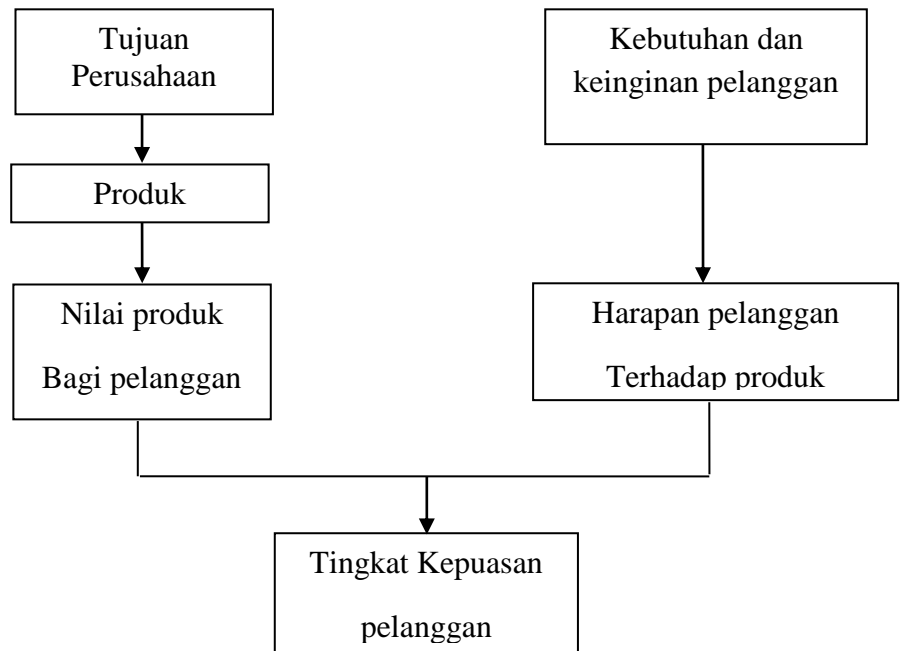 Tujuan
Perusahaan
Kebutuhan dan
keinginan pelanggan
Produk
Nilai produk
Bagi pelanggan
Harapan pelanggan
Terhadap produk
Tingkat Kepuasan
pelanggan